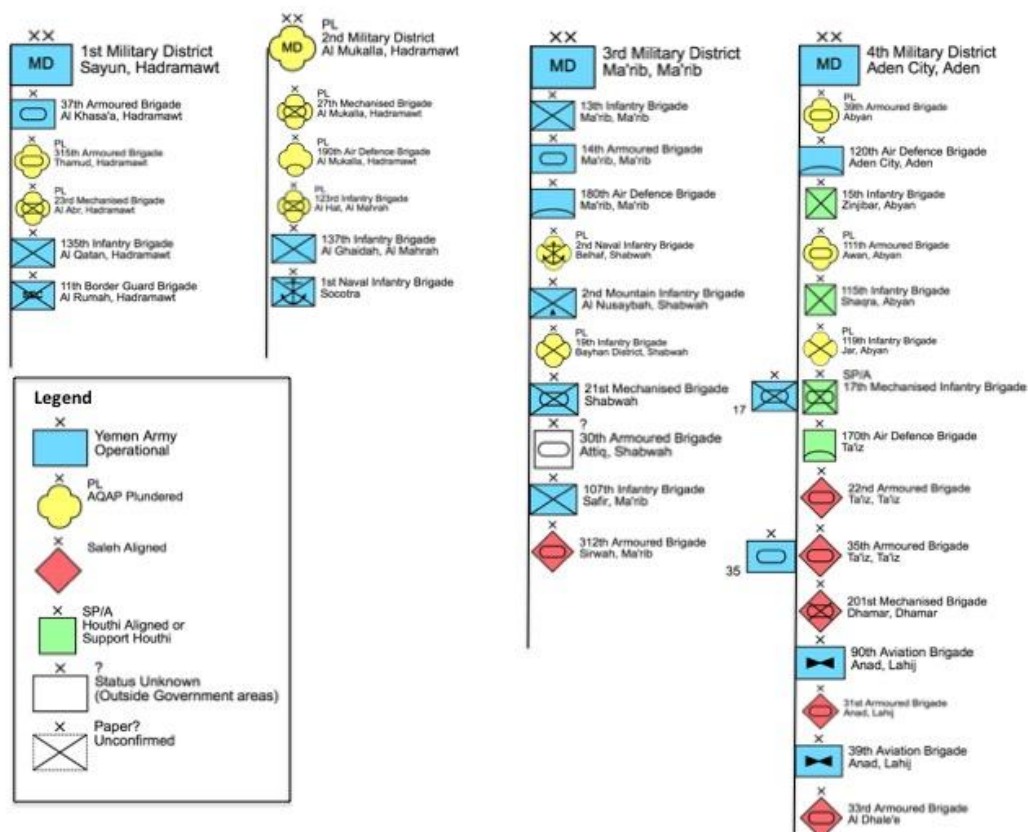 1st Military District
Sayun, Hadramawt
MD
37th Armoured Brigade
Al Khasa'a, Hadramawt
PL
315th Armoured Brigade
Thamud, Hadramawt
PL
23rd Mechanised Brigade
Al Abr, Hadramawt
135th Infantry Brigade
Al Qatan, Hadramawt
11th Border Guard Brigade
Al Rumah, Hadramawt
PL
2nd Military District
Al Mukalla, Hadramawt
MD
PL
27th Mechanised Brigade
Al Mukalla, Hadramawt
PL
190th Air Defence Brigade
Al Mukalla, Hadramawt
PL
123rd Infantry Brigade
Al Hat, Al Mahrah
137th Infantry Brigade
Al Ghaidah, Al Mahrah
1st Naval Infantry Brigade
Socotra
3rd Military District
Ma'rib, Ma'rib
MD
13th Infantry Brigade
Ma'rib, Ma'rib
14th Armoured Brigade
Ma'rib, Ma'rib
180th Air Defence Brigade
Ma'rib, Ma'rib
PL
2nd Naval Infantry Brigade
Belhaf, Shabwah
2nd Mountain Infantry Brigade
Al Nusaybah, Shabwah
PL
19th Infantry Brigade
Bayhan District, Shabwah
21st Mechanised Brigade
Shabwah
?
30th Armoured Brigade
Attiq, Shabwah
107th Infantry Brigade
Safir, Ma'rib
312th Armoured Brigade
Sirwah, Ma'rib
4th Military District
Aden City, Aden
MD
PL
39th Armoured Brigade
Abyan
120th Air Defence Brigade
Aden City, Aden
15th Infantry Brigade
Zinjibar, Abyan
PL
111th Armoured Brigade
Awan, Abyan
115th Infantry Brigade
Shaqra, Abyan
PL
119th Infantry Brigade
Jar, Abyan
SP/A
17th Mechanised Infantry Brigade
17
170th Air Defence Brigade
Ta'iz
22nd Armoured Brigade
Ta'iz, Ta'iz
35th Armoured Brigade
Ta'iz, Ta'iz
35
201st Mechanised Brigade
Dhamar, Dhamar
90th Aviation Brigade
Anad, Lahij
31st Armoured Brigade
Anad, Lahij
39th Aviation Brigade
Anad, Lahij
33rd Armoured Brigade
Al Dhale'e
Legend
Yemen Army
Operational
PL
AQAP Plundered
Saleh Aligned
SP/A
Houthi Aligned or
Support Houthi
?
Status Unknown
(Outside Government areas)
Paper?
Unconfirmed